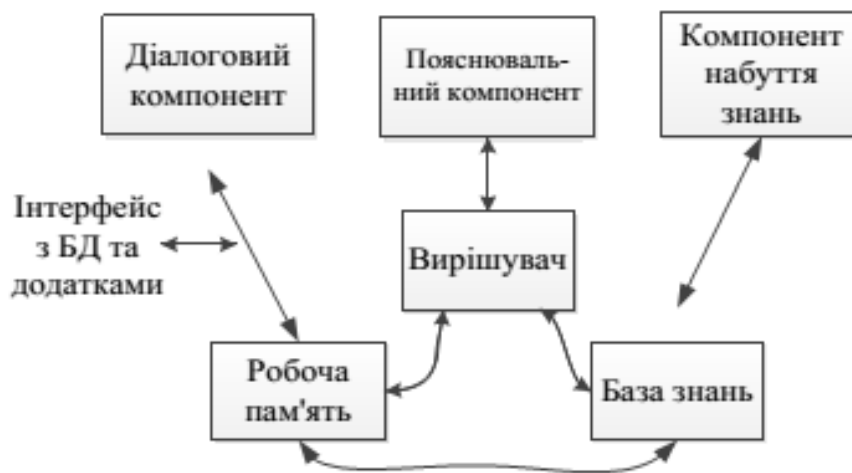 Діалоговий
компонент
Пояснюваль-
ний компонент
Компонент
набуття
знань
Інтерфейс
з БД та
додатками
Вирішувач
Робоча
пам'ять
База знань